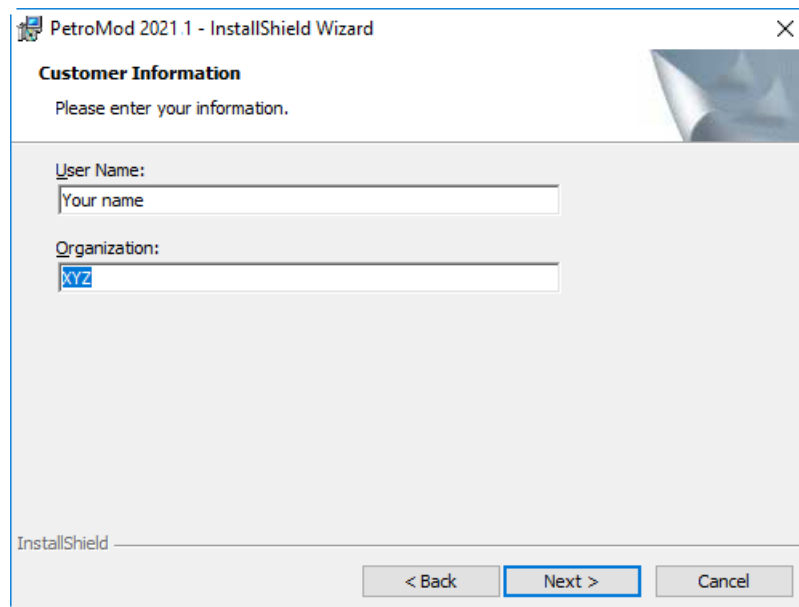 PetroMod 2021.1 - InstallShield Wizard
Customer Information
Please enter your information.
User Name:
Your name
Organization:
XYZ
InstallShield
< Back Next > Cancel